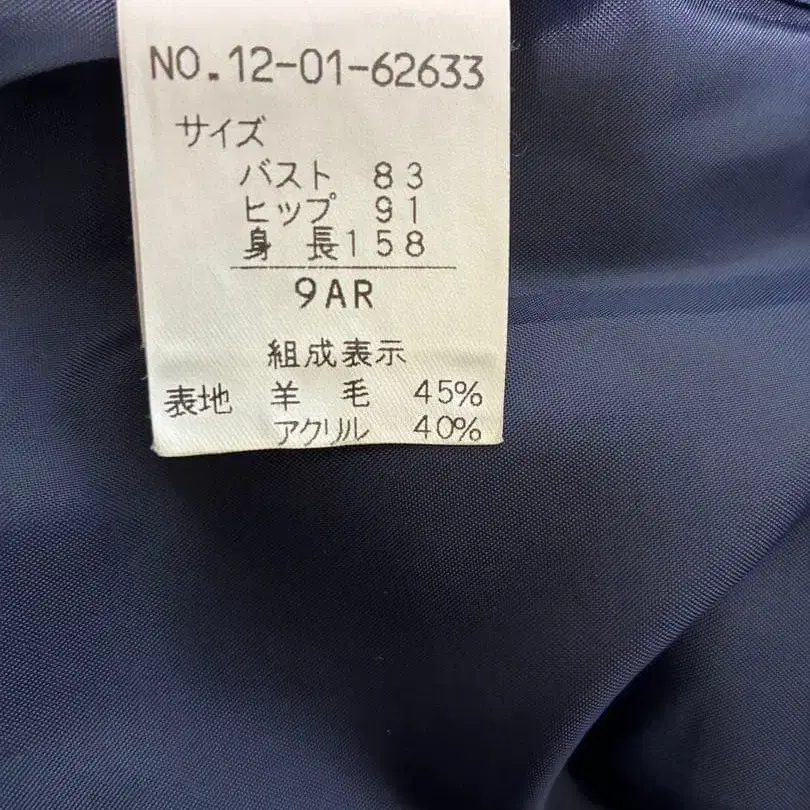 NO.12-01-62633
サイズ
バスト 83
ヒップ 91
身 長158
9AR
組成表示
表地 羊 毛 45%
アクリル 40%